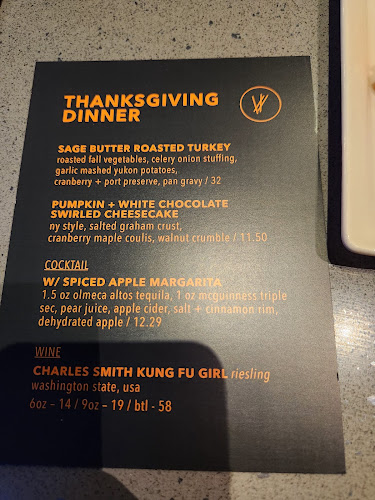 THANKSGIVING
DINNER
SAGE BUTTER ROASTED TURKEY
roasted fall vegetables, celery onion stuffing,
garlic mashed yukon potatoes,
cranberry + port preserve, pan gravy / 32
PUMPKIN + WHITE CHOCOLATE
SWIRLED CHEESECAKE
ny style, salted graham crust,
cranberry maple coulis, walnut crumble / 11.50
COCKTAIL
W/ SPICED APPLE MARGARITA
1.5 oz olmeca altos tequila, 1 oz mcguinness triple
sec, pear juice, apple cider, salt + cinnamon rim,
dehydrated apple / 12.29
WINE
CHARLES SMITH KUNG FU GIRL riesling
washington state, usa
6oz – 14 / 9oz – 19 / btl - 58